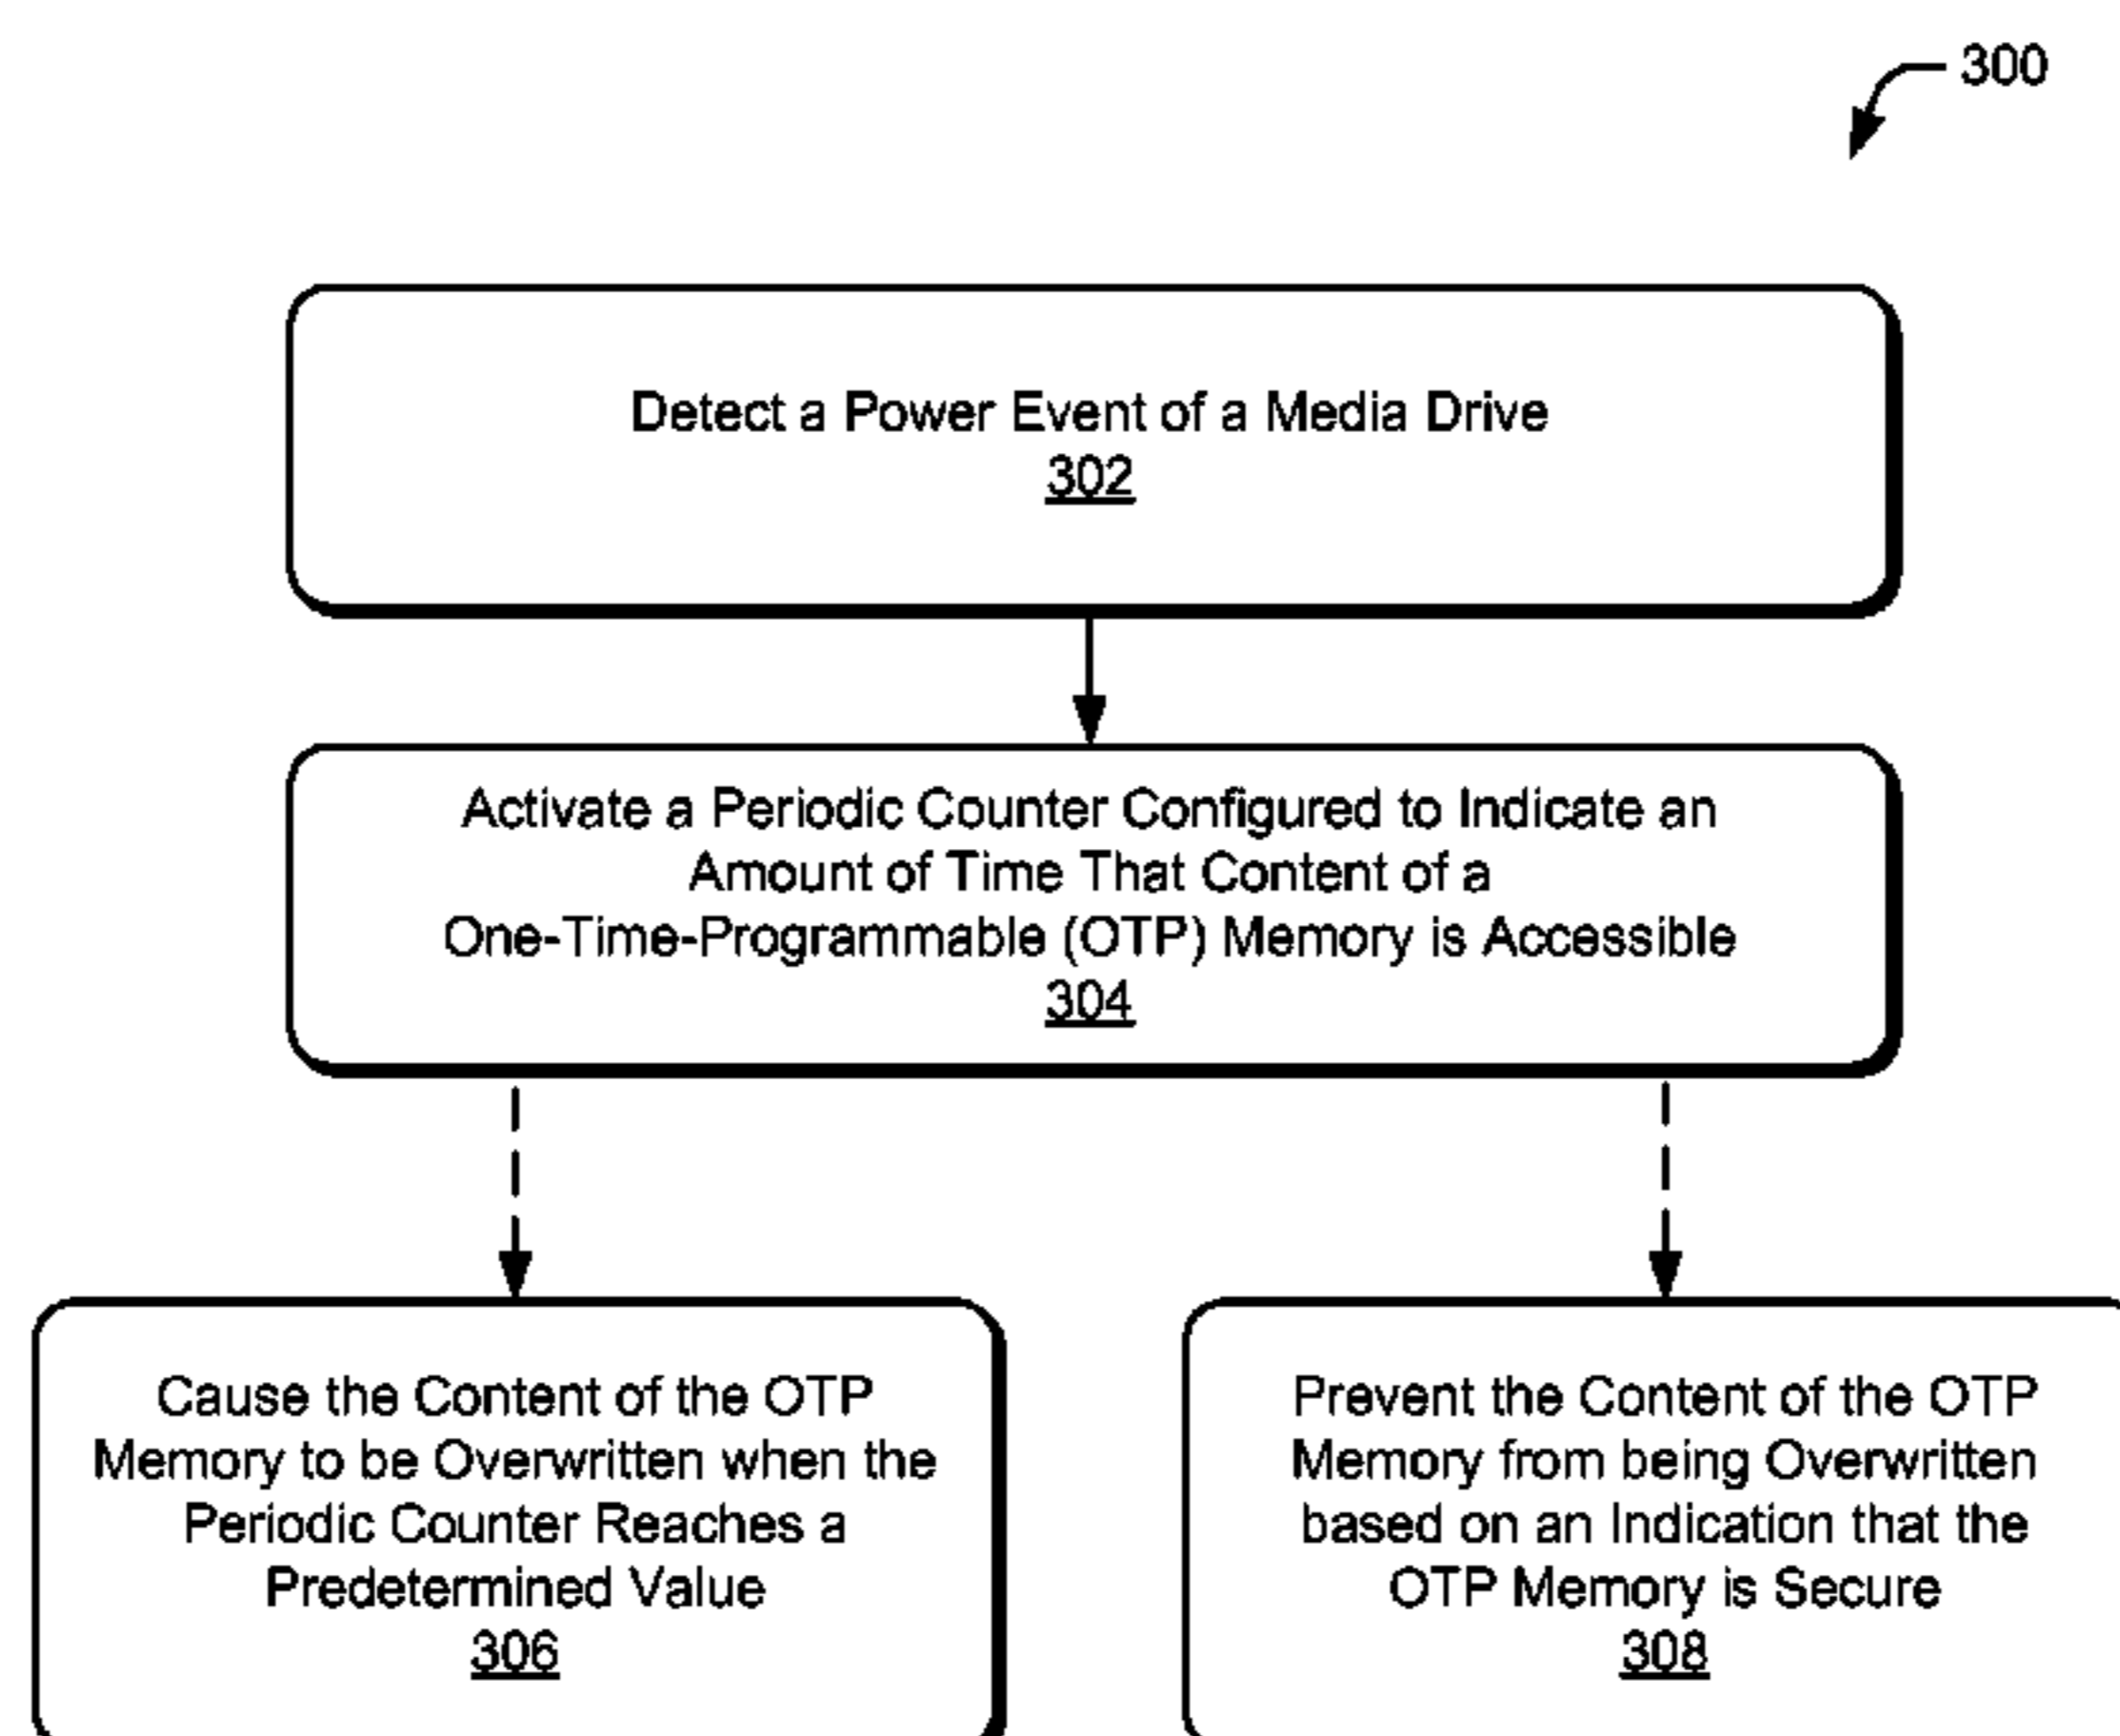 300
Detect a Power Event of a Media Drive
302
Activate a Periodic Counter Configured to Indicate an
Amount of Time That Content of a
One-Time-Programmable (OTP) Memory is Accessible
304
Cause the Content of the OTP
Memory to be Overwritten when the
Periodic Counter Reaches a
Predetermined Value
306
Prevent the Content of the OTP
Memory from being Overwritten
based on an Indication that the
OTP Memory is Secure
308